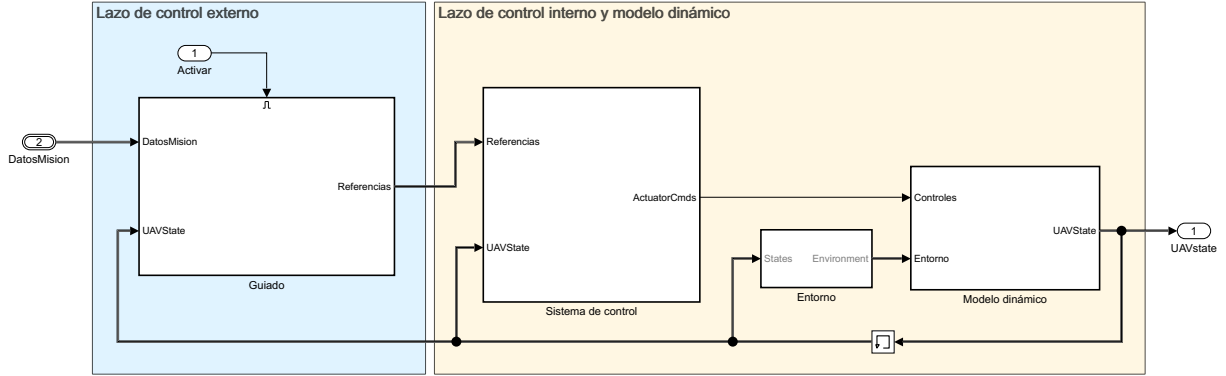 Lazo de control externo
Lazo de control interno y modelo dinámico
1
Activar
2
DatosMision
DatosMision
UAVState
Referencias
Guiado
Referencias
UAVState
ActuatorCmds
Sistema de control
States
Environment
Entorno
Controles
Entorno
UAVState
Modelo dinámico
1
UAVstate